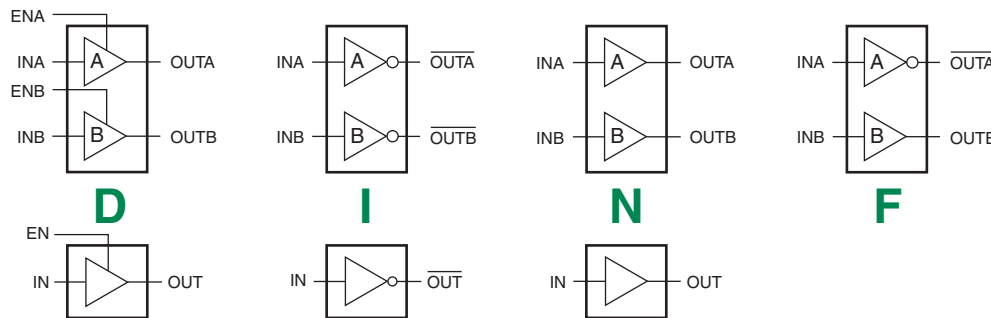 ENA
INA A OUTA INA A OUTA INA A OUTA INA A OUTA
ENB
INB B OUTB INB B OUTB INB B OUTB INB B OUTB
D I N F
EN
IN OUT IN OUT IN OUT